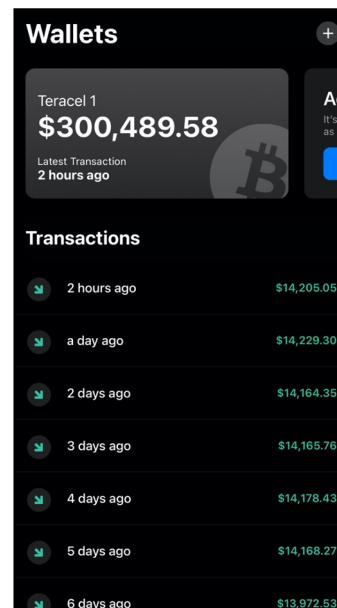 Wallets
Teracel 1
$300,489.58
Latest Transaction
2 hours ago
It's
as
Transactions
2 hours ago $14,205.05
a day ago $14,229.30
2 days ago $14,164.35
3 days ago $14,165.76
4 days ago $14,178.43
5 days ago $14,168.27
6 days ago $13,972.53